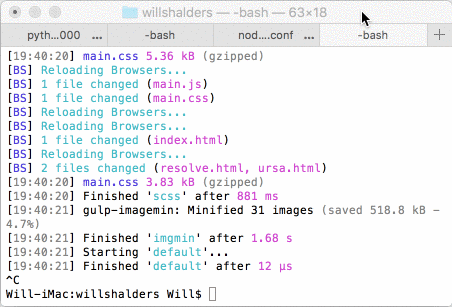 willshalders — -bash — 63×18
pyth...000 ... -bash nod....conf ... -bash +
[19:40:20] main.css 5.36 kB (gzipped)
[BS] Reloading Browsers...
[BS] 1 file changed (main.js)
[BS] 1 file changed (main.css)
[BS] Reloading Browsers...
[BS] Reloading Browsers...
[BS] 1 file changed (index.html)
[BS] Reloading Browsers...
[BS] 2 files changed (resolve.html, ursa.html)
[19:40:20] main.css 3.83 kB (gzipped)
[19:40:20] Finished 'scss' after 881 ms
[19:40:21] gulp-imagemin: Minified 31 images (saved 518.8 kB -
4.7%)
[19:40:21] Finished 'imgmin' after 1.68 s
[19:40:21] Starting 'default'...
[19:40:21] Finished 'default' after 12 μs
^C
Will-iMac:willshalders Will$